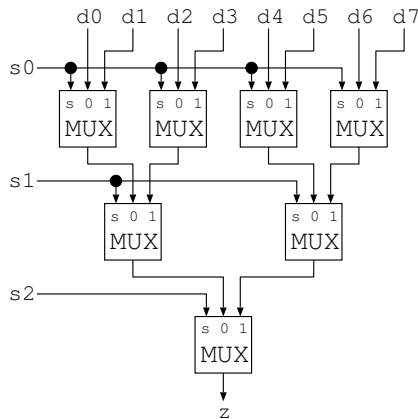 d0 d1 d2 d3 d4 d5 d6 d7
s0
s 0 1 s 0 1 s 0 1 s 0 1
MUX MUX MUX MUX
s1
s 0 1 s 0 1
MUX MUX
s2
s 0 1
MUX
z